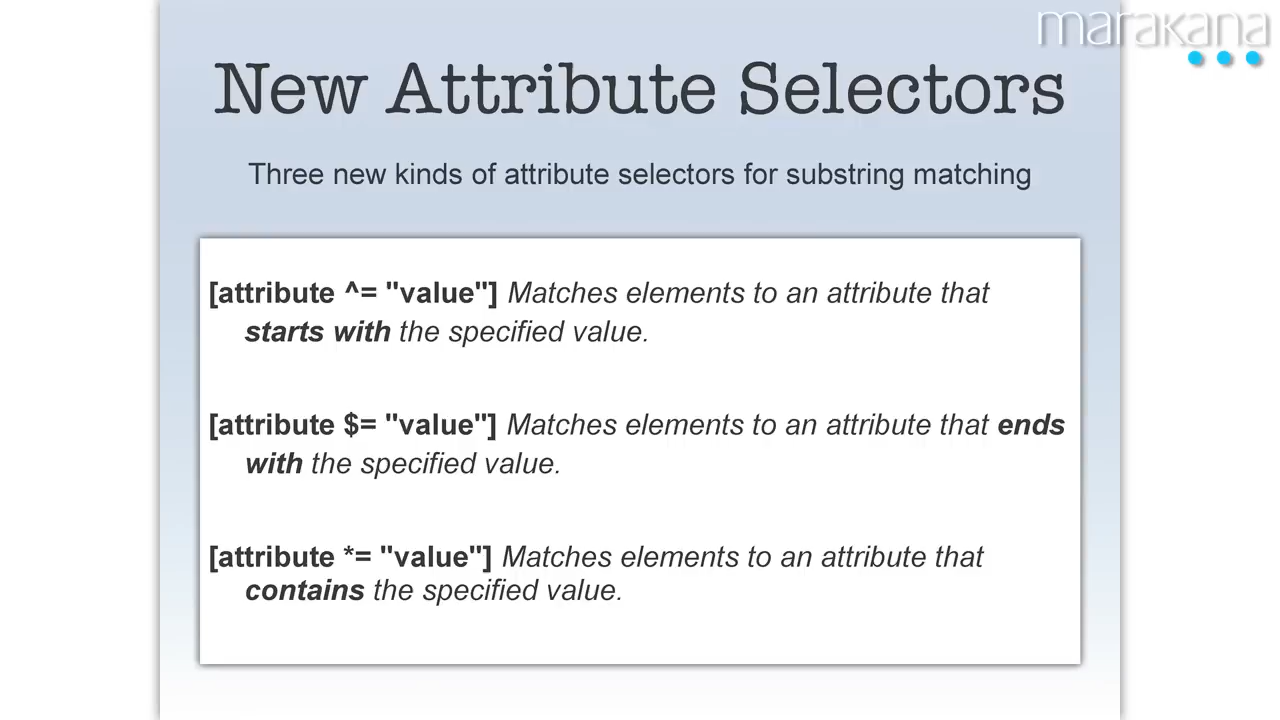 marakana
New Attribute Selectors
Three new kinds of attribute selectors for substring matching
[attribute ^= "value"] Matches elements to an attribute that
starts with the specified value.
[attribute $= "value"] Matches elements to an attribute that ends
with the specified value.
[attribute *= "value"] Matches elements to an attribute that
contains the specified value.